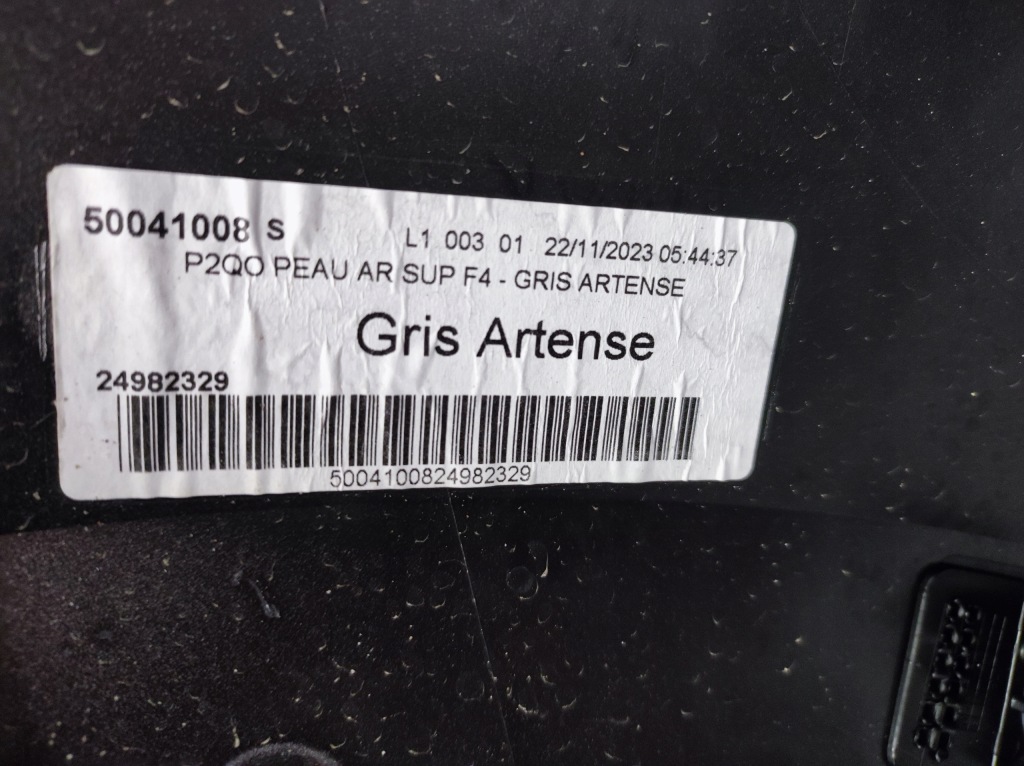 50041008 S
L1 003 01 22/11/2023 05:44:37
P2QO PEAU AR SUP F4 - GRIS ARTENSE
Gris Artense
24982329
5004100824982329